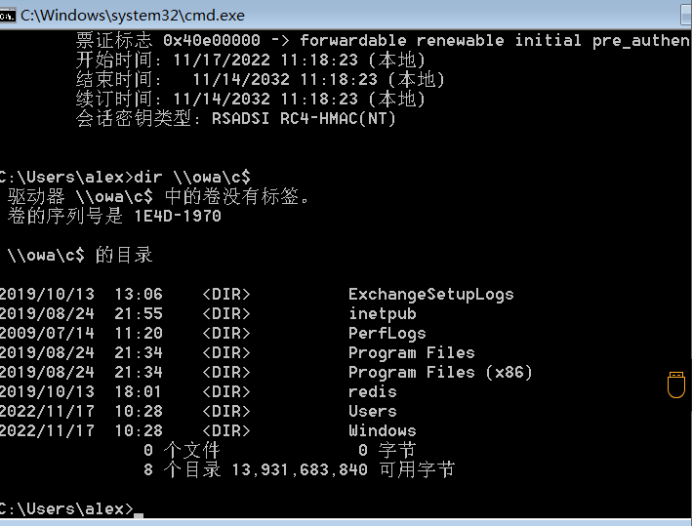 C:\Windows\system32\cmd.exe
票证标志 0x40e00000 -> forwardable renewable initial pre_authen
开始时间: 11/17/2022 11:18:23 (本地)
结束时间:   11/14/2032 11:18:23 (本地)
续订时间: 11/14/2032 11:18:23 (本地)
会话密钥类型: RSADSI RC4-HMAC(NT)
C:\Users\alex>dir \\owa\c$
驱动器 \\owa\c$ 中的卷没有标签。
卷的序列号是 1E4D-1970
\\owa\c$ 的目录
2019/10/13  13:06    <DIR>          ExchangeSetupLogs
2019/08/24  21:55    <DIR>          inetpub
2009/07/14  11:20    <DIR>          PerfLogs
2019/08/24  21:34    <DIR>          Program Files
2019/08/24  21:34    <DIR>          Program Files (x86)
2019/10/13  18:01    <DIR>          redis
2022/11/17  10:28    <DIR>          Users
2022/11/17  10:28    <DIR>          Windows
0 个文件              0 字节
8 个目录 13,931,683,840 可用字节
C:\Users\alex>